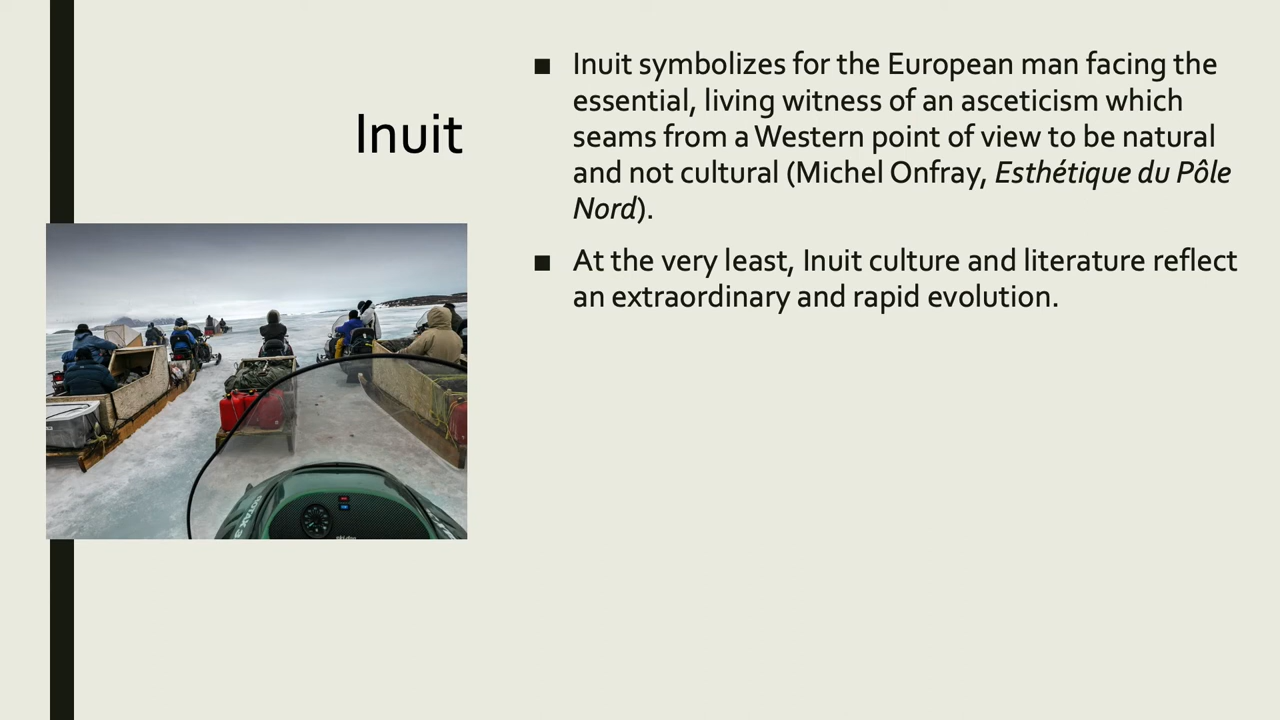 Inuit
■ Inuit symbolizes for the European man facing the
essential, living witness of an asceticism which
seams from a Western point of view to be natural
and not cultural (Michel Onfray, Esthétique du Pôle
Nord).
■ At the very least, Inuit culture and literature reflect
an extraordinary and rapid evolution.